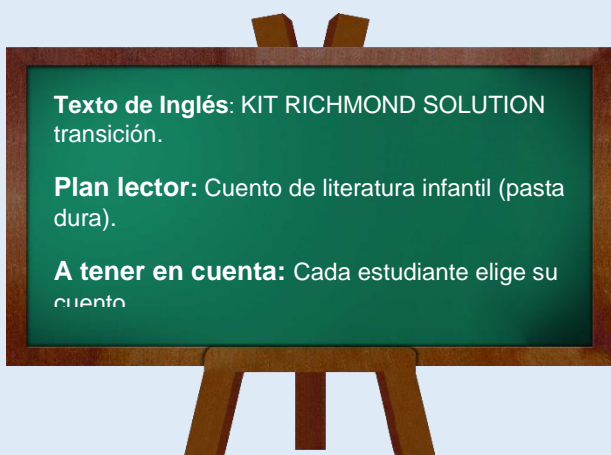 Texto de Inglés: KIT RICHMOND SOLUTION
transición.
Plan lector: Cuento de literatura infantil (pasta
dura).
A tener en cuenta: Cada estudiante elige su
cuento